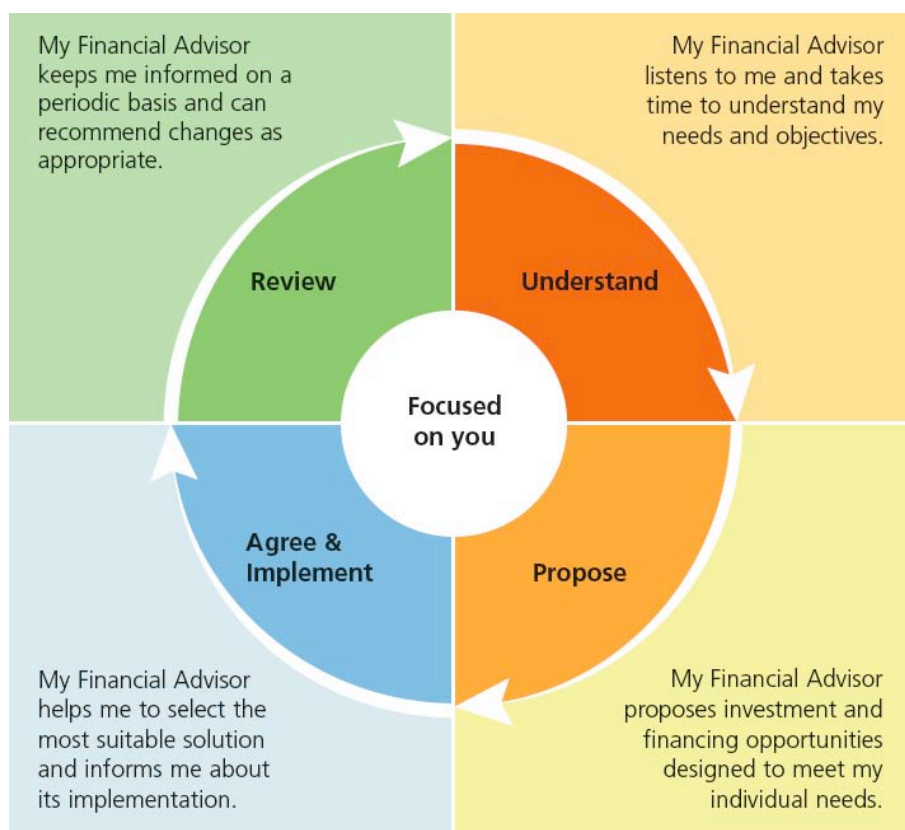 My Financial Advisor
keeps me informed on a
periodic basis and can
recommend changes as
appropriate.
My Financial Advisor
listens to me and takes
time to understand my
needs and objectives.
Review
Understand
Focused
on you
Agree &
Implement
Propose
My Financial Advisor
helps me to select the
most suitable solution
and informs me about
its implementation.
My Financial Advisor
proposes investment and
financing opportunities
designed to meet my
individual needs.